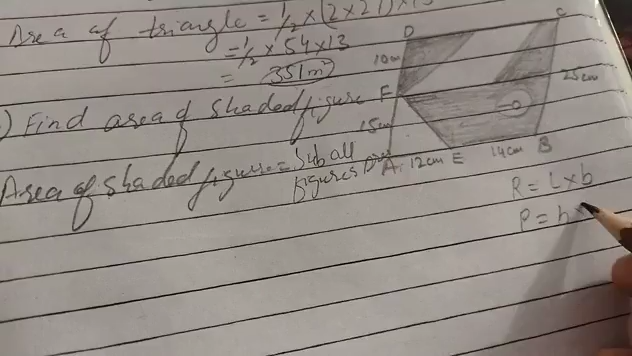 Area of triangle = 1/2 × (2 × 27) × 13
= 1/2 × 54 × 13
= 351m²
) Find area of shaded figure
Area of shaded figure = Sub all
figures
D
C
10cm
25cm
F
15cm
A
12cm
E
14cm
B
R = L×b
P = h×